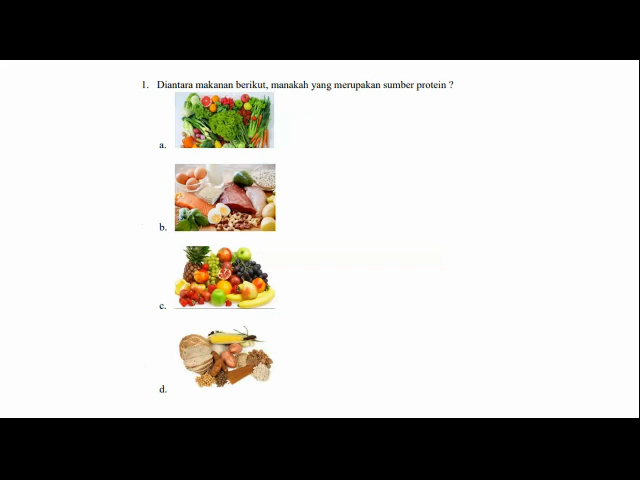 1. Diantara makanan berikut, manakah yang merupakan sumber protein ?
a.
b.
c.
d.